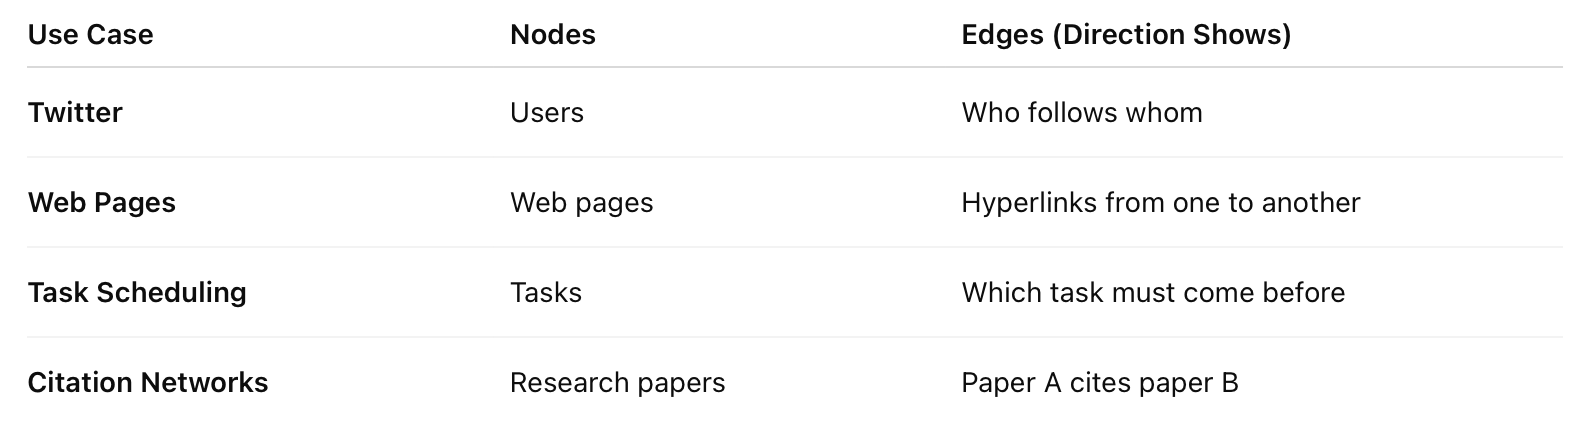 Use Case Nodes Edges (Direction Shows)
Twitter Users Who follows whom
Web Pages Web pages Hyperlinks from one to another
Task Scheduling Tasks Which task must come before
Citation Networks Research papers Paper A cites paper B